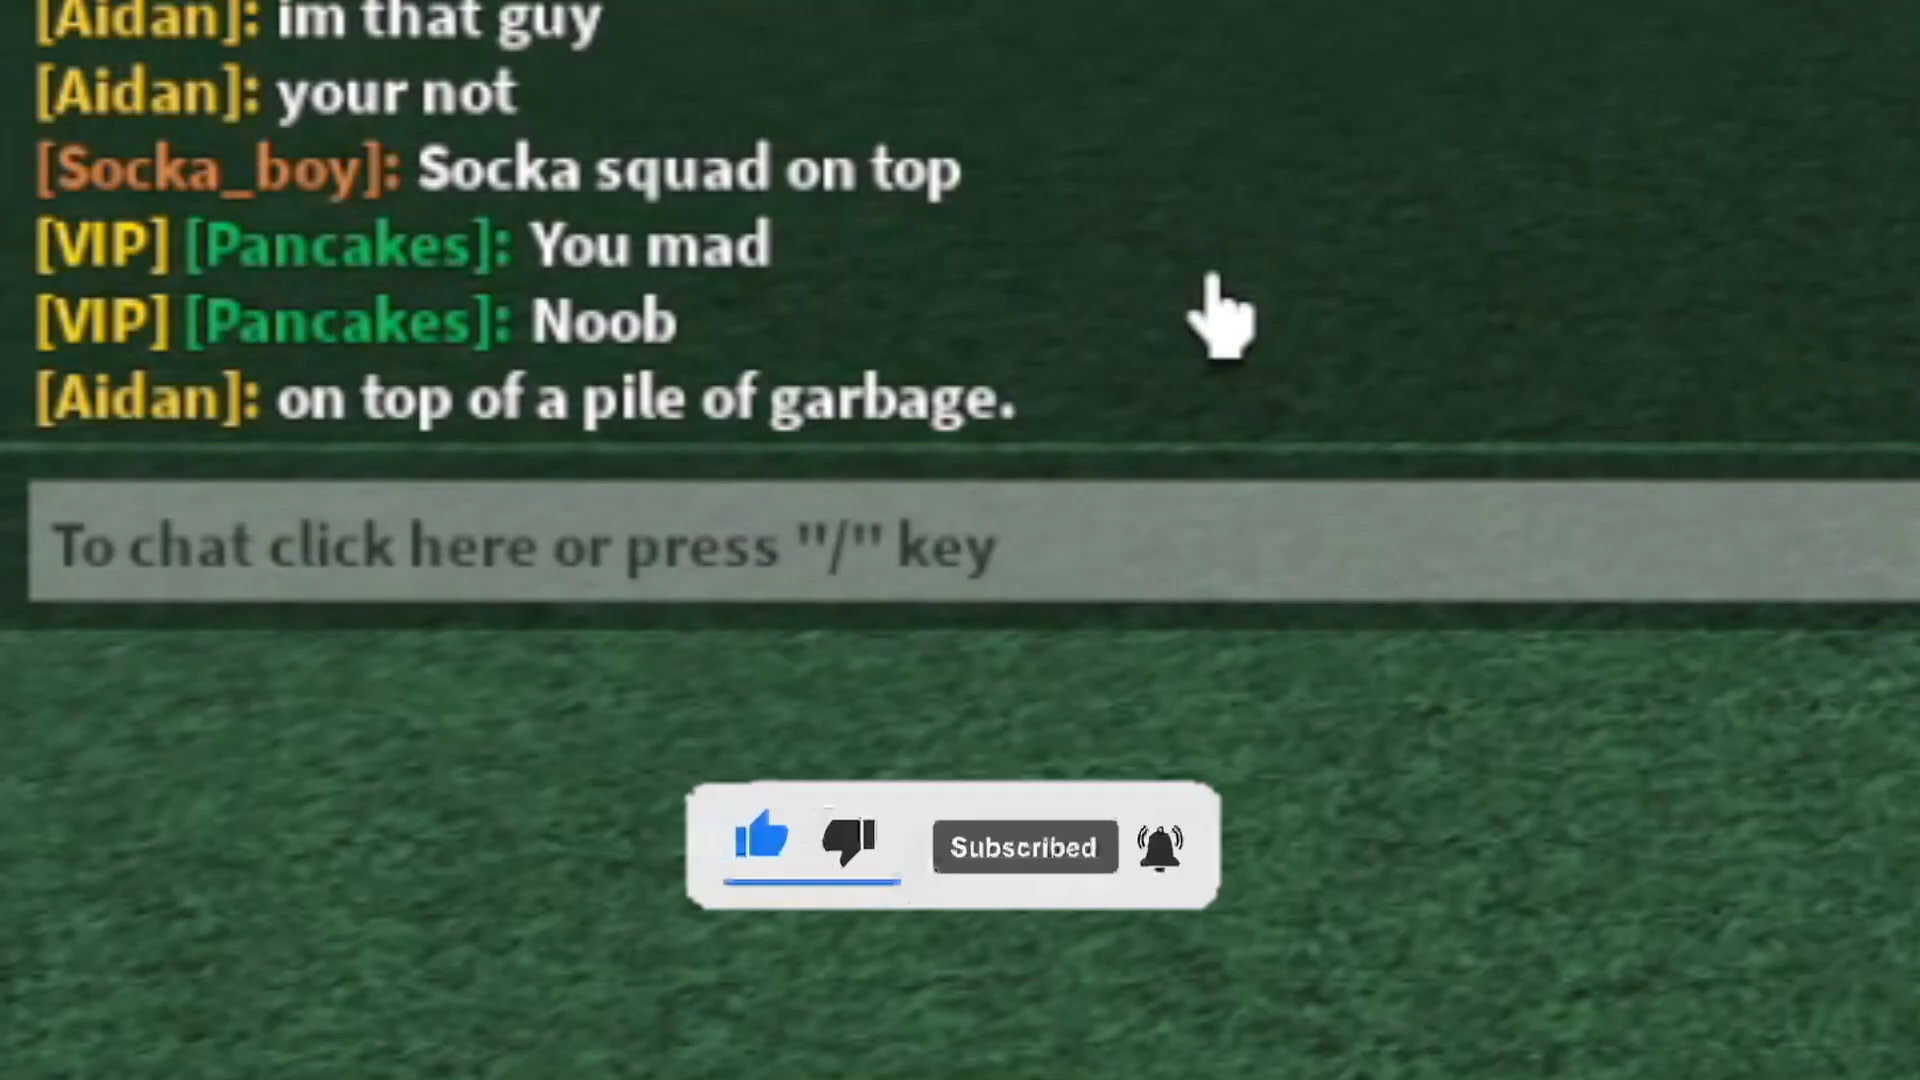 [Aidan]: im that guy
[Aidan]: your not
[Socka_boy]: Socka squad on top
[VIP] [Pancakes]: You mad
[VIP] [Pancakes]: Noob
[Aidan]: on top of a pile of garbage.
To chat click here or press "/" key
Subscribed